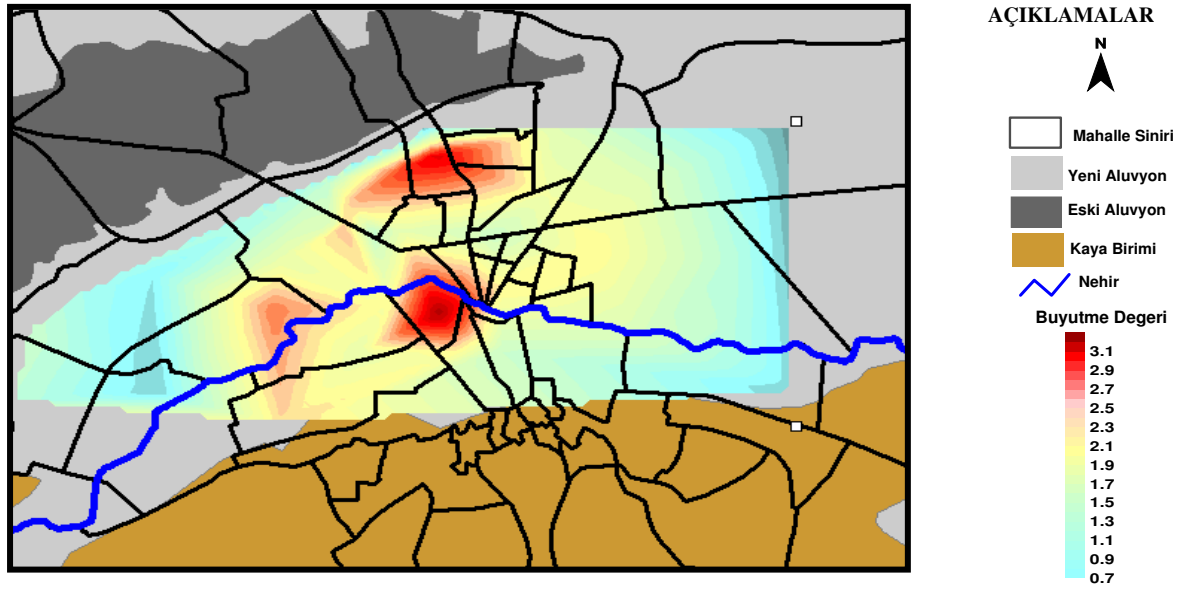 AÇIKLAMALAR
N
Mahalle Siniri
Yeni Aluvyon
Eski Aluvyon
Kaya Birimi
Nehir
Buyutme Degeri
3.1
2.9
2.7
2.5
2.3
2.1
1.9
1.7
1.5
1.3
1.1
0.9
0.7